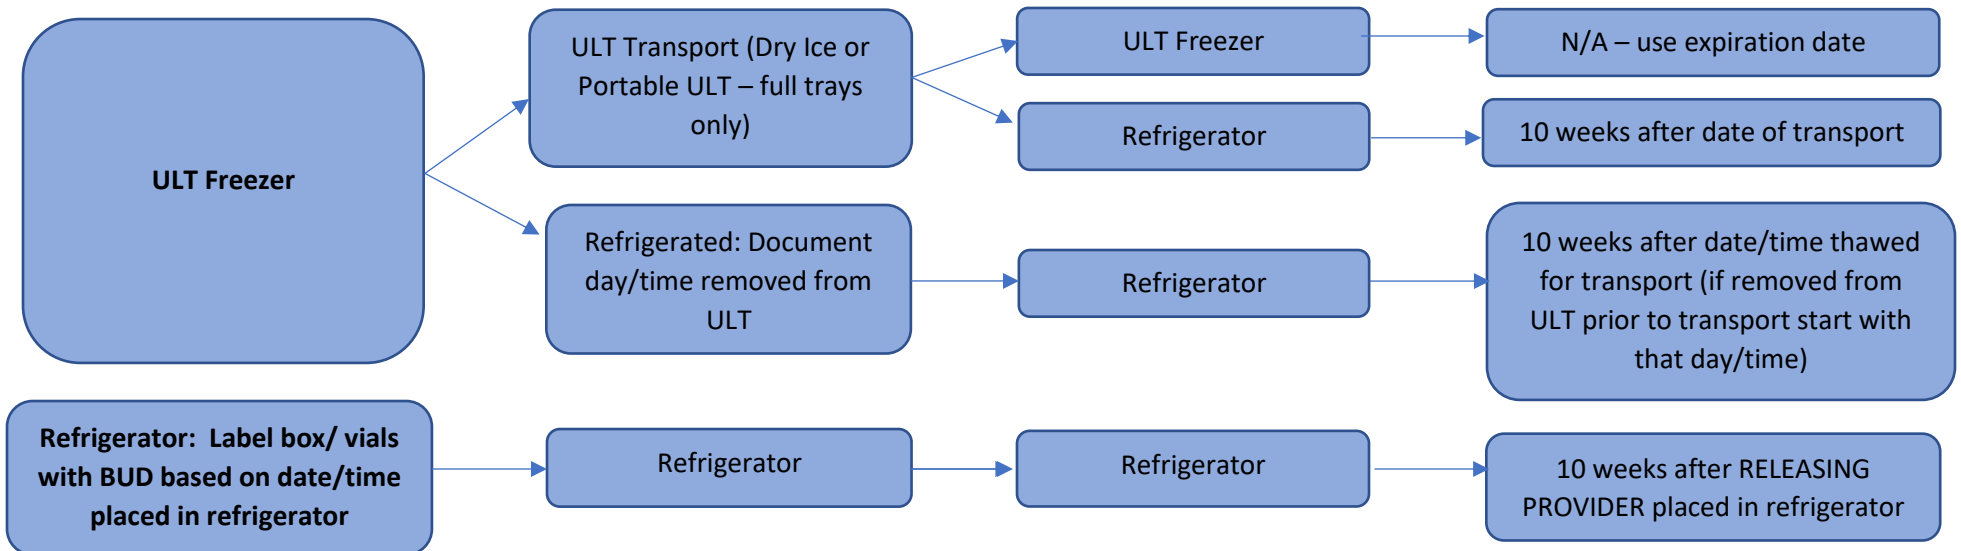 ULT Freezer
ULT Transport (Dry Ice or
Portable ULT – full trays
only)
ULT Freezer
N/A – use expiration date
Refrigerator
10 weeks after date of transport
Refrigerated: Document
day/time removed from
ULT
Refrigerator
10 weeks after date/time thawed
for transport (if removed from
ULT prior to transport start with
that day/time)
Refrigerator: Label box/ vials
with BUD based on date/time
placed in refrigerator
Refrigerator
Refrigerator
10 weeks after RELEASING
PROVIDER placed in refrigerator